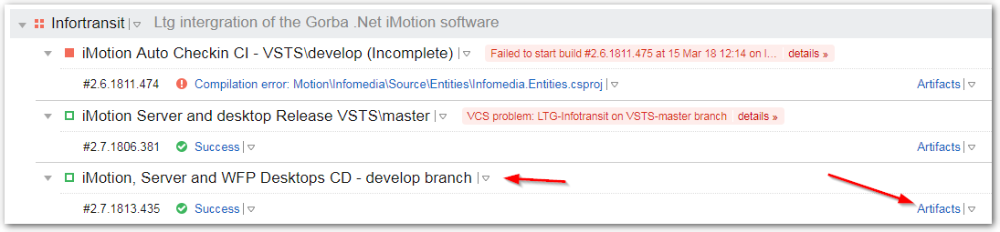 Infortransit Ltg intergration of the Gorba .Net iMotion software
iMotion Auto Checkin CI - VSTS\develop (Incomplete) Failed to start build #2.6.1811.475 at 15 Mar 18 12:14 on l... details »
#2.6.1811.474 Compilation error: Motion\Infomedia\Source\Entities\Infomedia.Entities.csproj Artifacts
iMotion Server and desktop Release VSTS\master VCS problem: LTG-Infotransit on VSTS-master branch details »
#2.7.1806.381 Success Artifacts
iMotion, Server and WFP Desktops CD - develop branch
#2.7.1813.435 Success Artifacts